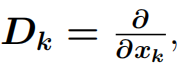 D_k = \frac{\partial}{\partial x_k},